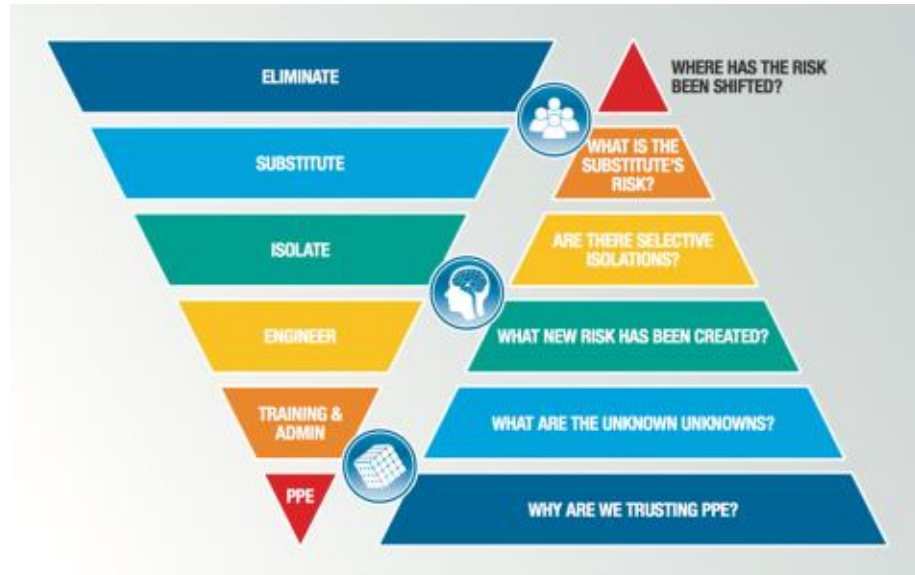 ELIMINATE
WHERE HAS THE RISK
BEEN SHIFTED?
SUBSTITUTE
WHAT IS THE
SUBSTITUTE'S
RISK?
ISOLATE
ARE THERE SELECTIVE
ISOLATIONS?
ENGINEER
WHAT NEW RISK HAS BEEN CREATED?
TRAINING &
ADMIN
WHAT ARE THE UNKNOWN UNKNOWNS?
PPE
WHY ARE WE TRUSTING PPE?